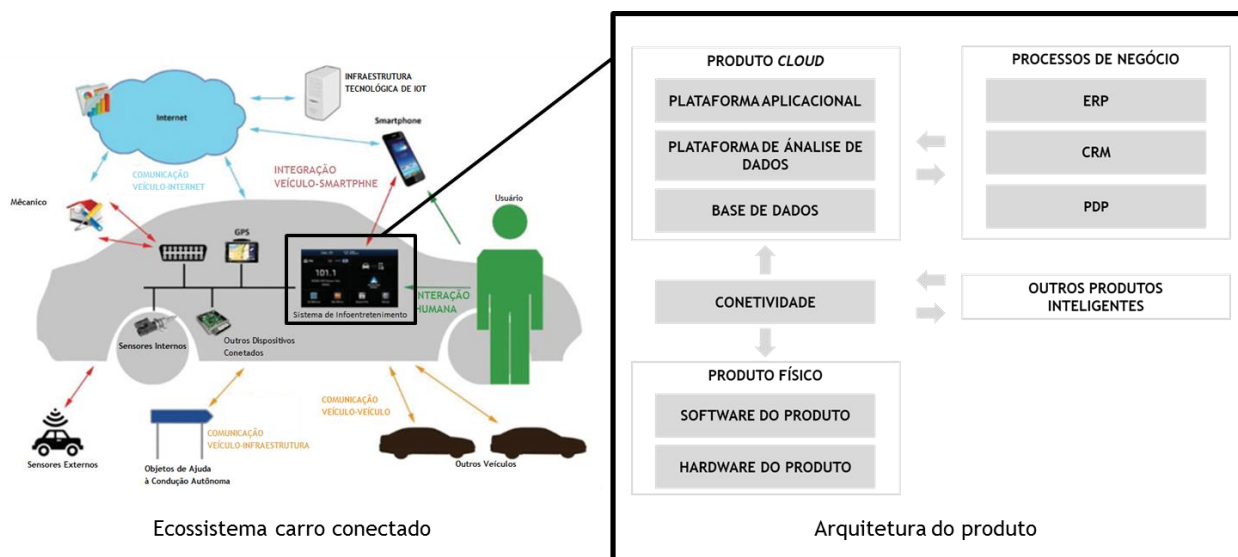 INFRAESTRUTURA
TECNOLÓGICA DE IOT
Internet
Smartphone
COMUNICAÇÃO
VEÍCULO-INTERNET
INTEGRAÇÃO
VEÍCULO-SMARTPHNE
Mêcanico
Usuário
GPS
101.1
INTERAÇÃO
HUMANA
Sistema de Infoentretenimento
Sensores Internos
Outros Dispositivos
Conetados
COMUNICAÇÃO
VEÍCULO-VEÍCULO
COMUNICAÇÃO
VEÍCULO-INFRAESTRUTURA
Sensores Externos
Objetos de Ajuda
à Condução Autônoma
Outros Veículos
Ecossistema carro conectado
PRODUTO CLOUD
PLATAFORMA APLICACIONAL
PLATAFORMA DE ÁNALISE DE
DADOS
BASE DE DADOS
PROCESSOS DE NEGÓCIO
ERP
CRM
PDP
CONETIVIDADE
OUTROS PRODUTOS
INTELIGENTES
PRODUTO FÍSICO
SOFTWARE DO PRODUTO
HARDWARE DO PRODUTO
Arquitetura do produto